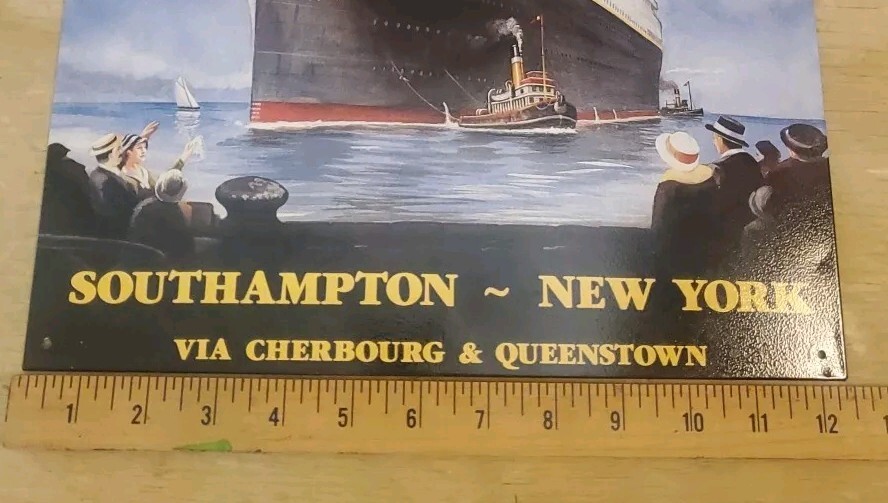 SOUTHAMPTON ~ NEW YORK
VIA CHERBOURG & QUEENSTOWN
1 2 3 4 5 6 7 8 9 10 11 12